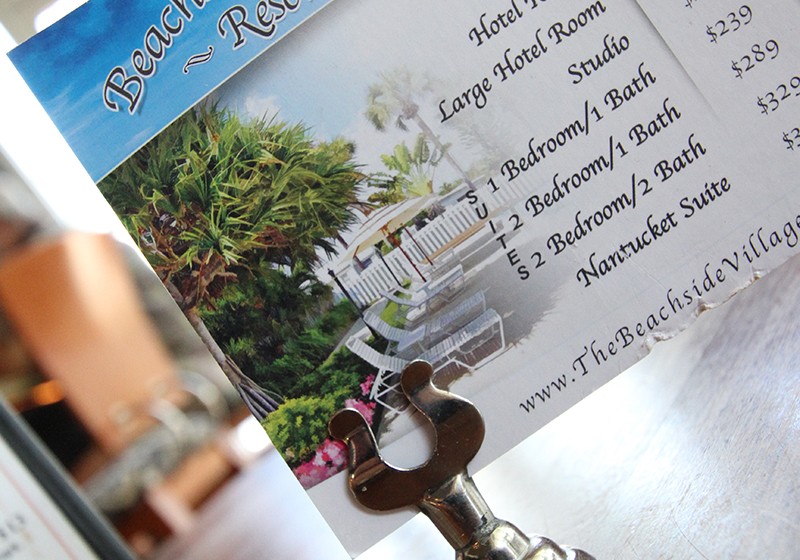 Beach
~ Reso
Hotel
Large Hotel Room
Studio
1 Bedroom/1 Bath
2 Bedroom/1 Bath
2 Bedroom/2 Bath
Nantucket Suite
SUITES
$239
$289
$329
www.TheBeachsideVillage